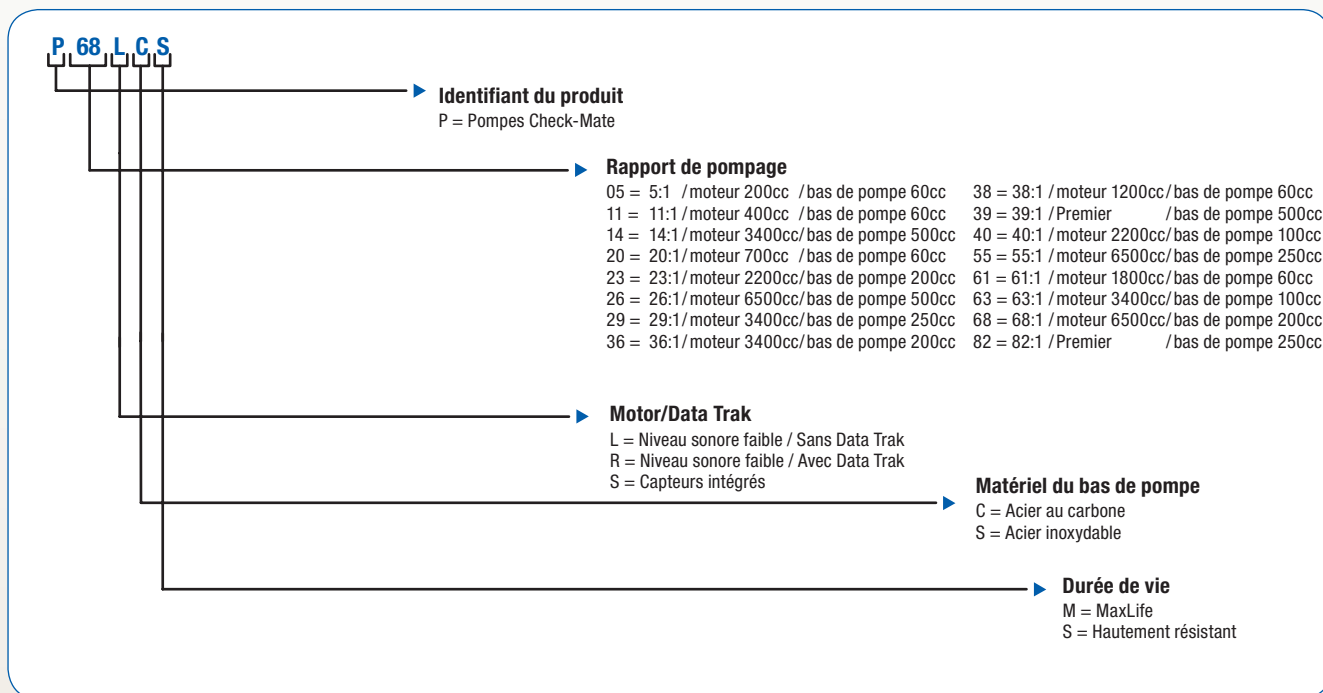 P 68 L C S
Identifiant du produit
P = Pompes Check-Mate
Rapport de pompage
05 = 5:1 /moteur 200cc /bas de pompe 60cc
11 = 11:1/moteur 400cc /bas de pompe 60cc
14 = 14:1/moteur 3400cc/bas de pompe 500cc
20 = 20:1/moteur 700cc /bas de pompe 60cc
23 = 23:1/moteur 2200cc/bas de pompe 200cc
26 = 26:1/moteur 6500cc/bas de pompe 500cc
29 = 29:1/moteur 3400cc/bas de pompe 250cc
36 = 36:1/moteur 3400cc/bas de pompe 200cc
38 = 38:1 /moteur 1200cc/bas de pompe 60cc
39 = 39:1 /Premier /bas de pompe 500cc
40 = 40:1 /moteur 2200cc/bas de pompe 100cc
55 = 55:1 /moteur 6500cc/bas de pompe 250cc
61 = 61:1 /moteur 1800cc/bas de pompe 60cc
63 = 63:1 /moteur 3400cc/bas de pompe 100cc
68 = 68:1 /moteur 6500cc/bas de pompe 200cc
82 = 82:1 /Premier /bas de pompe 250cc
Motor/Data Trak
L = Niveau sonore faible / Sans Data Trak
R = Niveau sonore faible / Avec Data Trak
S = Capteurs intégrés
Matériel du bas de pompe
C = Acier au carbone
S = Acier inoxydable
Durée de vie
M = MaxLife
S = Hautement résistant